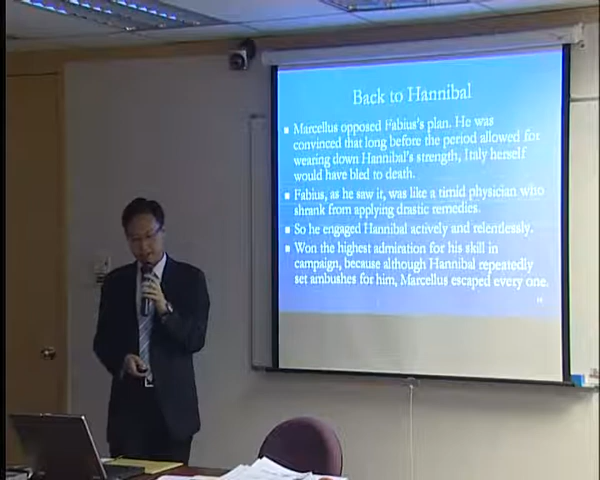 Back to Hannibal
Marcellus opposed Fabius's plan. He was
convinced that long before the period allowed for
wearing down Hannibal's strength, Italy herself
would have bled to death.
Fabius, as he saw it, was like a timid physician who
shrank from applying drastic remedies.
So he engaged Hannibal actively and relentlessly.
Won the highest admiration for his skill in
campaign, because although Hannibal repeatedly
set ambushes for him, Marcellus escaped every one.